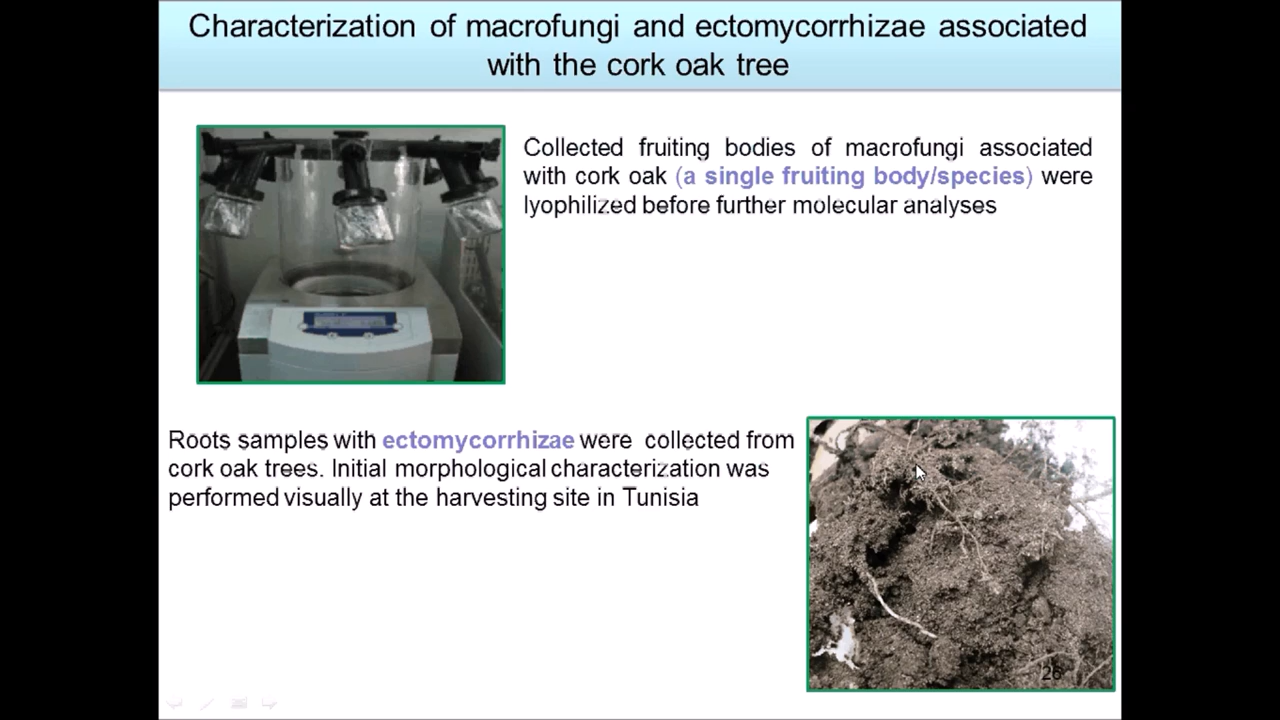 Characterization of macrofungi and ectomycorrhizae associated
with the cork oak tree
Collected fruiting bodies of macrofungi associated
with cork oak (a single fruiting body/species) were
lyophilized before further molecular analyses
Roots samples with ectomycorrhizae were collected from
cork oak trees. Initial morphological characterization was
performed visually at the harvesting site in Tunisia